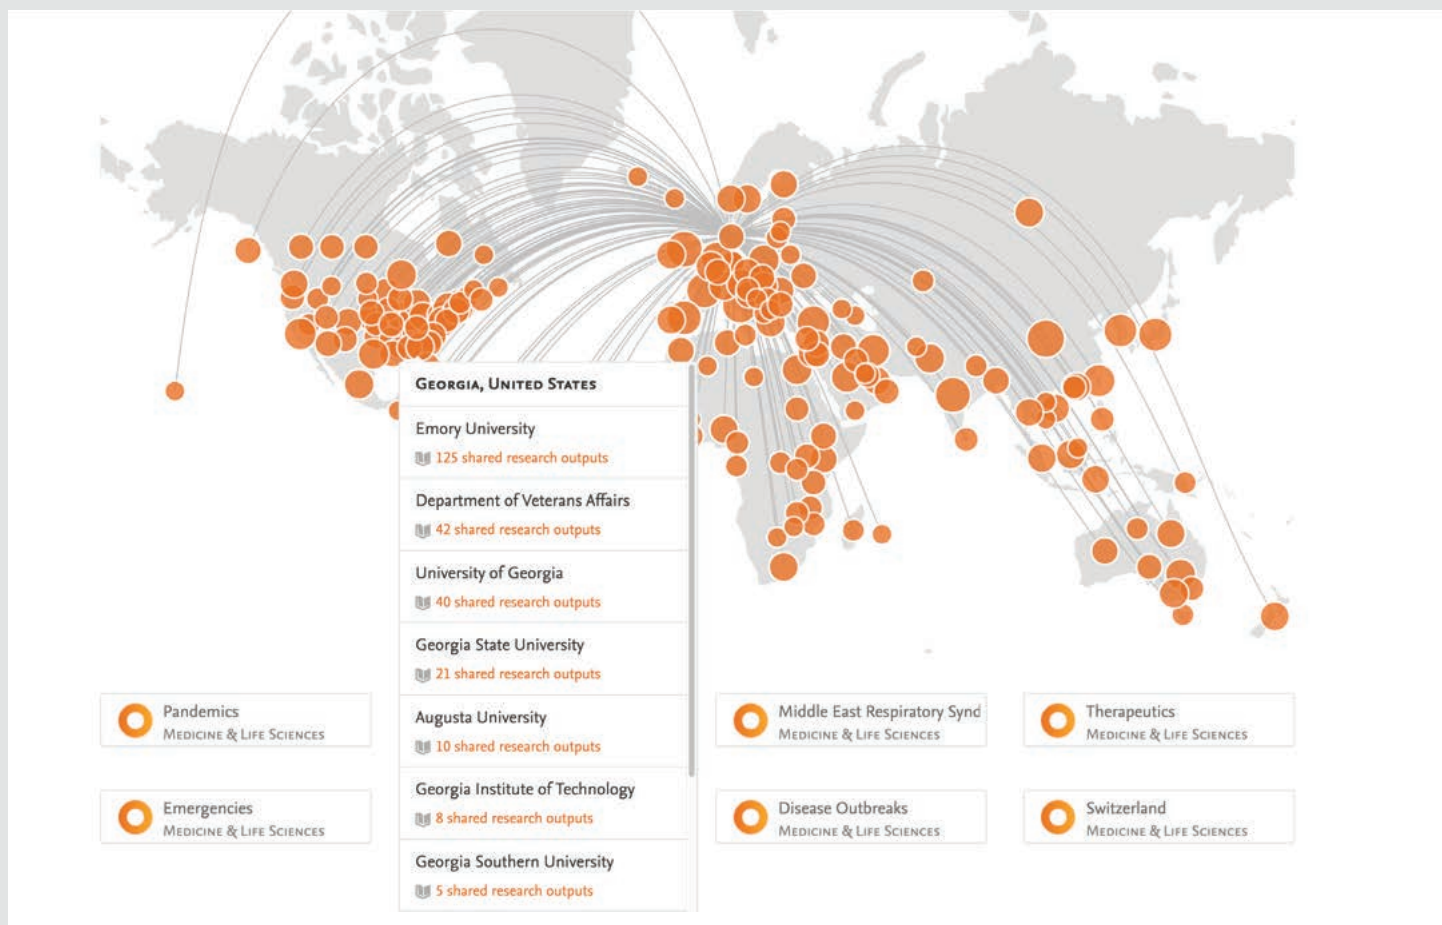 GEORGIA, UNITED STATES
Emory University
125 shared research outputs
Department of Veterans Affairs
42 shared research outputs
University of Georgia
40 shared research outputs
Georgia State University
21 shared research outputs
Augusta University
10 shared research outputs
Georgia Institute of Technology
8 shared research outputs
Georgia Southern University
5 shared research outputs
Pandemics
MEDICINE & LIFE SCIENCES
Middle East Respiratory Synd
MEDICINE & LIFE SCIENCES
Therapeutics
MEDICINE & LIFE SCIENCES
Emergencies
MEDICINE & LIFE SCIENCES
Disease Outbreaks
MEDICINE & LIFE SCIENCES
Switzerland
MEDICINE & LIFE SCIENCES